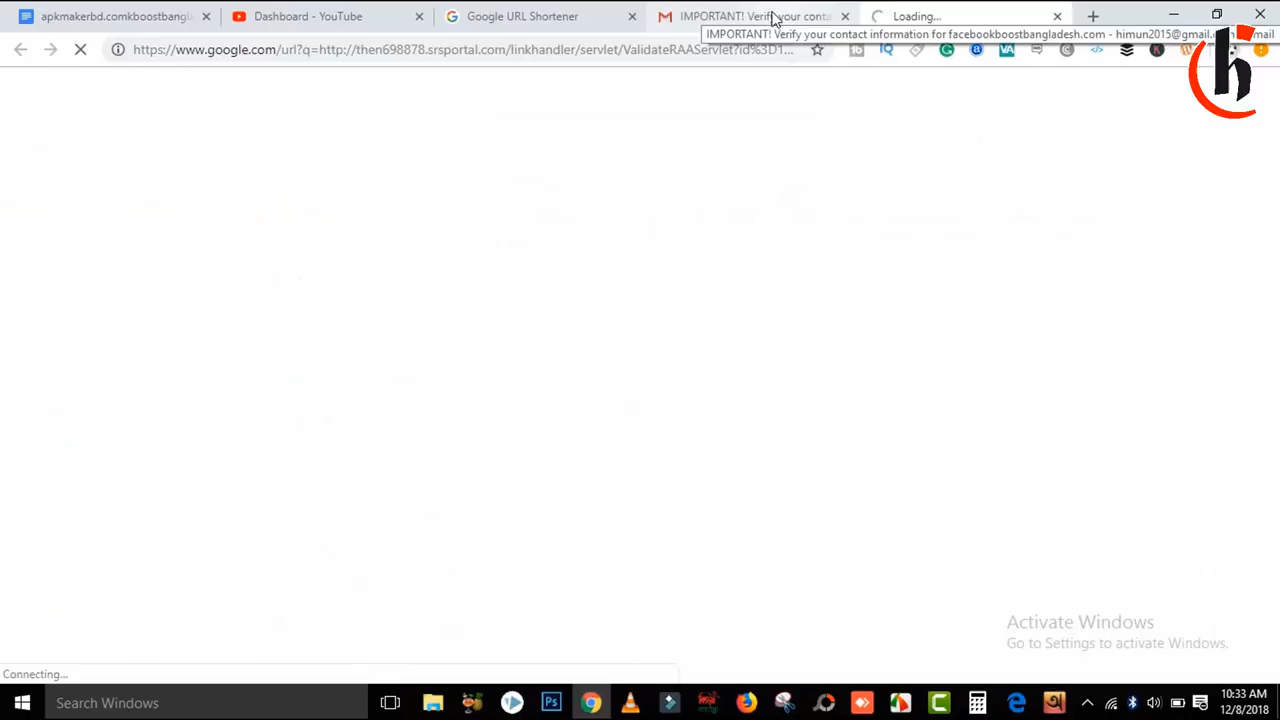 apkmakerbd.comkboostbangl
Dashboard - YouTube
Google URL Shortener
IMPORTANT! Verify your conta
Loading...
IMPORTANT! Verify your contact information for facebookboostbangladesh.com - himun2015@gmail.
https://www.google.com/url?q=http://then698878.srsportal.com/linkhandler/servlet/ValidateRAAServlet?id%3D1...
h
Activate Windows
Go to Settings to activate Windows.
Connecting...
Search Windows
10:33 AM
12/8/2018